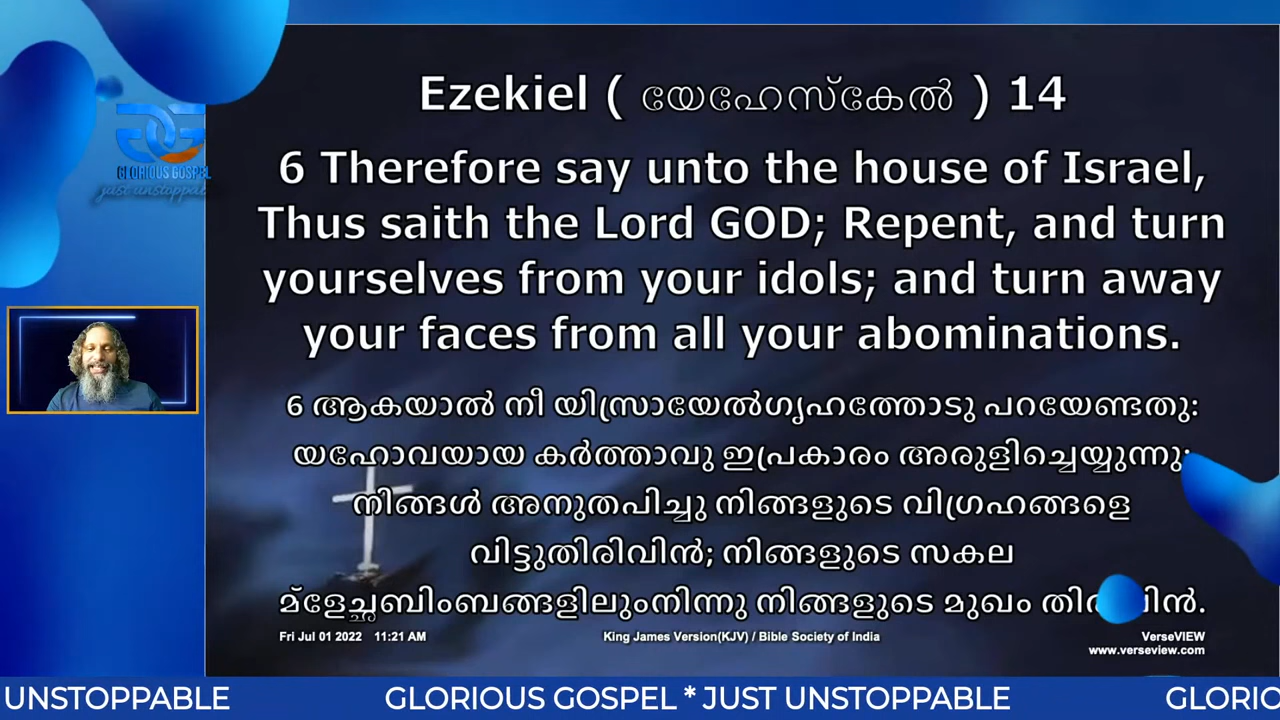 Ezekiel ( യേഹേസ്കേൽ ) 14
6 Therefore say unto the house of Israel,
Thus saith the Lord GOD; Repent, and turn
yourselves from your idols; and turn away
your faces from all your abominations.
6 ആകയാൽ നീ യിസ്രായേൽഗൃഹത്തോടു പറയേണ്ടതു:
യഹോവയായ കർത്താവു ഇപ്രകാരം അരുളിച്ചെയ്യുന്നു:
നിങ്ങൾ അനുതപിച്ചു നിങ്ങളുടെ വിഗ്രഹങ്ങളെ
വിട്ടുതിരിവിൻ; നിങ്ങളുടെ സകല
മ്ളേച്ഛബിംബങ്ങളിലുംനിന്നു നിങ്ങളുടെ മുഖം
Fri Jul 01 2022 11:21 AM
King James Version(KJV) / Bible Society of India
VerseVIEW
www.verseview.com
GLORIOUS GOSPEL
just unstoppable
UNSTOPPABLE GLORIOUS GOSPEL * JUST UNSTOPPABLE GLORIO